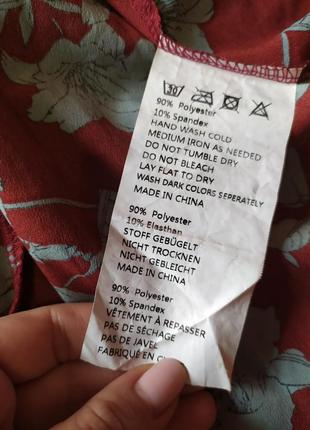 30
90% Polyester
10% Spandex
HAND WASH COLD
MEDIUM IRON AS NEEDED
DO NOT TUMBLE DRY
DO NOT BLEACH
LAY FLAT TO DRY
WASH DARK COLORS SEPERATELY
MADE IN CHINA
90% Polyester
10% Elasthan
STOFF GEBÜGELT
NICHT TROCKNEN
NICHT GEBLEICHT
MADE IN CHINA
90% Polyester
10% Spandex
VÊTEMENT À REPASSER
PAS DE SÉCHAGE
PAS DE JAVEL
FABRIQUÉ EN